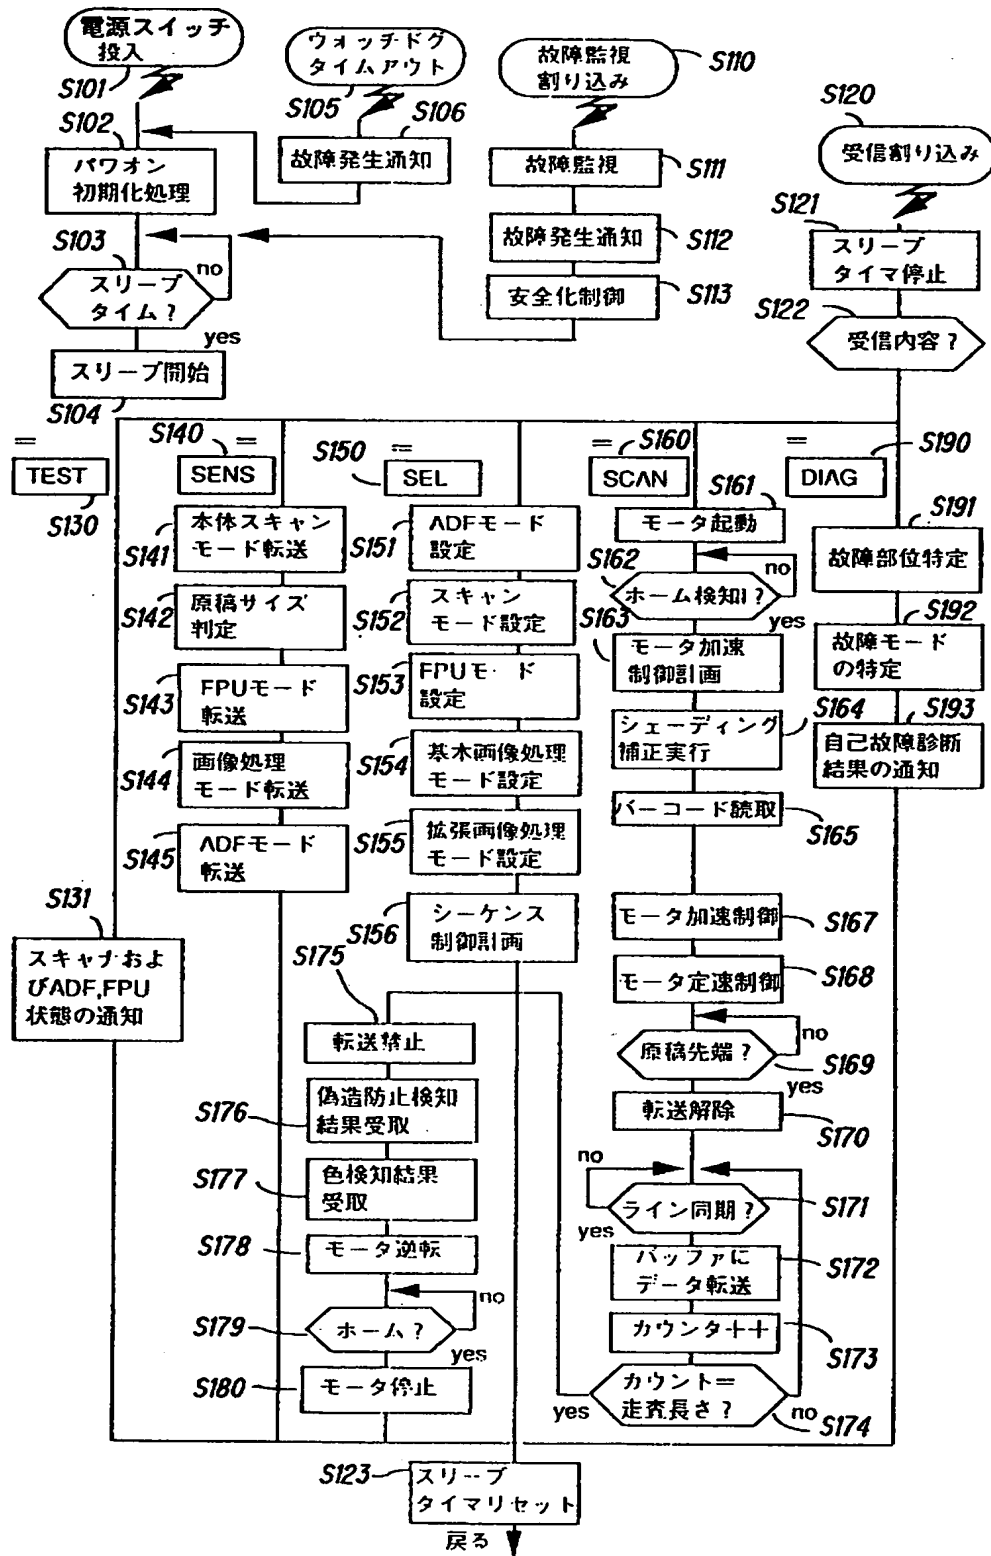 電源スイッチ
投入
S101
S102
パワオン
初期化処理
S103
no
スリープ
タイム?
yes
スリープ開始
S104
ウォッチドグ
タイムアウト
S105
S106
故障発生通知
故障監視
割り込み
S110
故障監視
S111
故障発生通知
S112
安全化制御
S113
S120
受信割り込み
S121
スリープ
タイマ停止
S122
受信内容?
=
TEST
S130
S131
スキャナおよ
びADF,FPU
状態の通知
S140
=
SENS
本体スキャン
モード転送
S141
原稿サイズ
判定
S142
FPUモード
転送
S143
画像処理
モード転送
S144
ADFモード
転送
S145
S150
=
SEL
ADFモード
設定
S151
スキャン
モード設定
S152
FPUモード
設定
S153
基本画像処理
モード設定
S154
拡張画像処理
モード設定
S155
シーケンス
制御計画
S156
=
S160
SCAN
S161
モータ起動
S162
no
ホーム検知?
yes
S163
モータ加速
制御計画
S164
シェーディング
補正実行
バーコード読取
S165
モータ加速制御
S167
モータ定速制御
S168
no
原稿先端?
S169
yes
転送解除
S170
no
ライン同期?
S171
yes
バッファに
データ転送
S172
カウンタ++
S173
カウント=
走査長さ?
yes
no
S174
S175
転送禁止
偽造防止検知
結果受取
S176
色検知結果
受取
S177
モータ逆転
S178
no
ホーム?
S179
yes
モータ停止
S180
=
S190
DIAG
S191
故障部位特定
S192
故障モード
の特定
S193
自己故障診断
結果の通知
S123
スリープ
タイマリセット
戻る